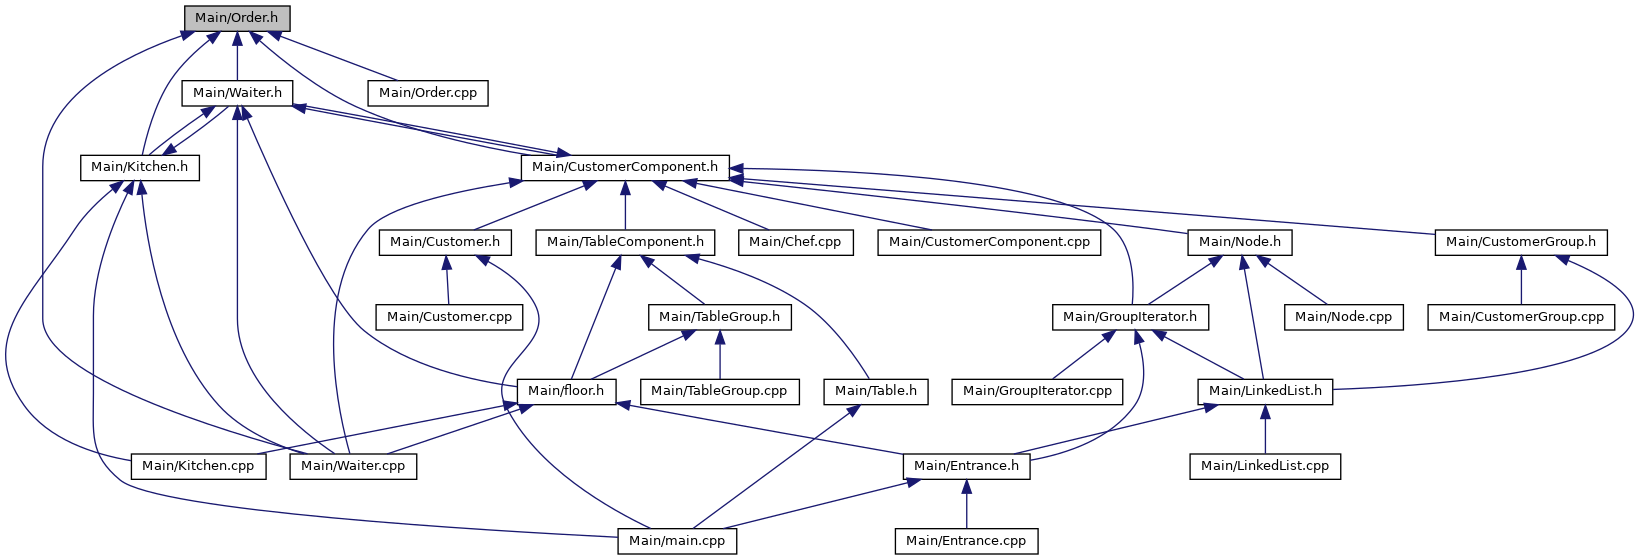 Main/Order.h
Main/Waiter.h
Main/Order.cpp
Main/Kitchen.h
Main/CustomerComponent.h
Main/Customer.h
Main/TableComponent.h
Main/Chef.cpp
Main/CustomerComponent.cpp
Main/Node.h
Main/CustomerGroup.h
Main/Customer.cpp
Main/TableGroup.h
Main/GroupIterator.h
Main/Node.cpp
Main/CustomerGroup.cpp
Main/floor.h
Main/TableGroup.cpp
Main/Table.h
Main/GroupIterator.cpp
Main/LinkedList.h
Main/Kitchen.cpp
Main/Waiter.cpp
Main/Entrance.h
Main/LinkedList.cpp
Main/main.cpp
Main/Entrance.cpp